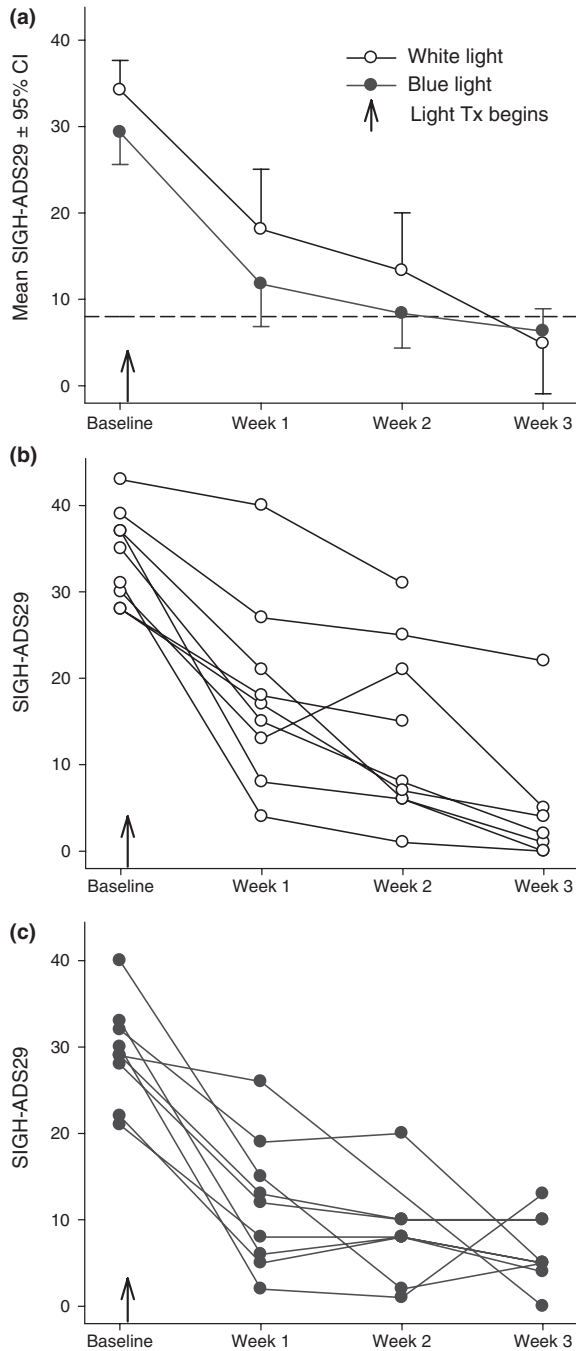 (a)
40
30
20
10
0
Mean SIGH-ADS29 ± 95% CI
White light
Blue light
Light Tx begins
Baseline Week 1 Week 2 Week 3
(b)
40
30
20
10
0
SIGH-ADS29
Baseline Week 1 Week 2 Week 3
(c)
40
30
20
10
0
SIGH-ADS29
Baseline Week 1 Week 2 Week 3